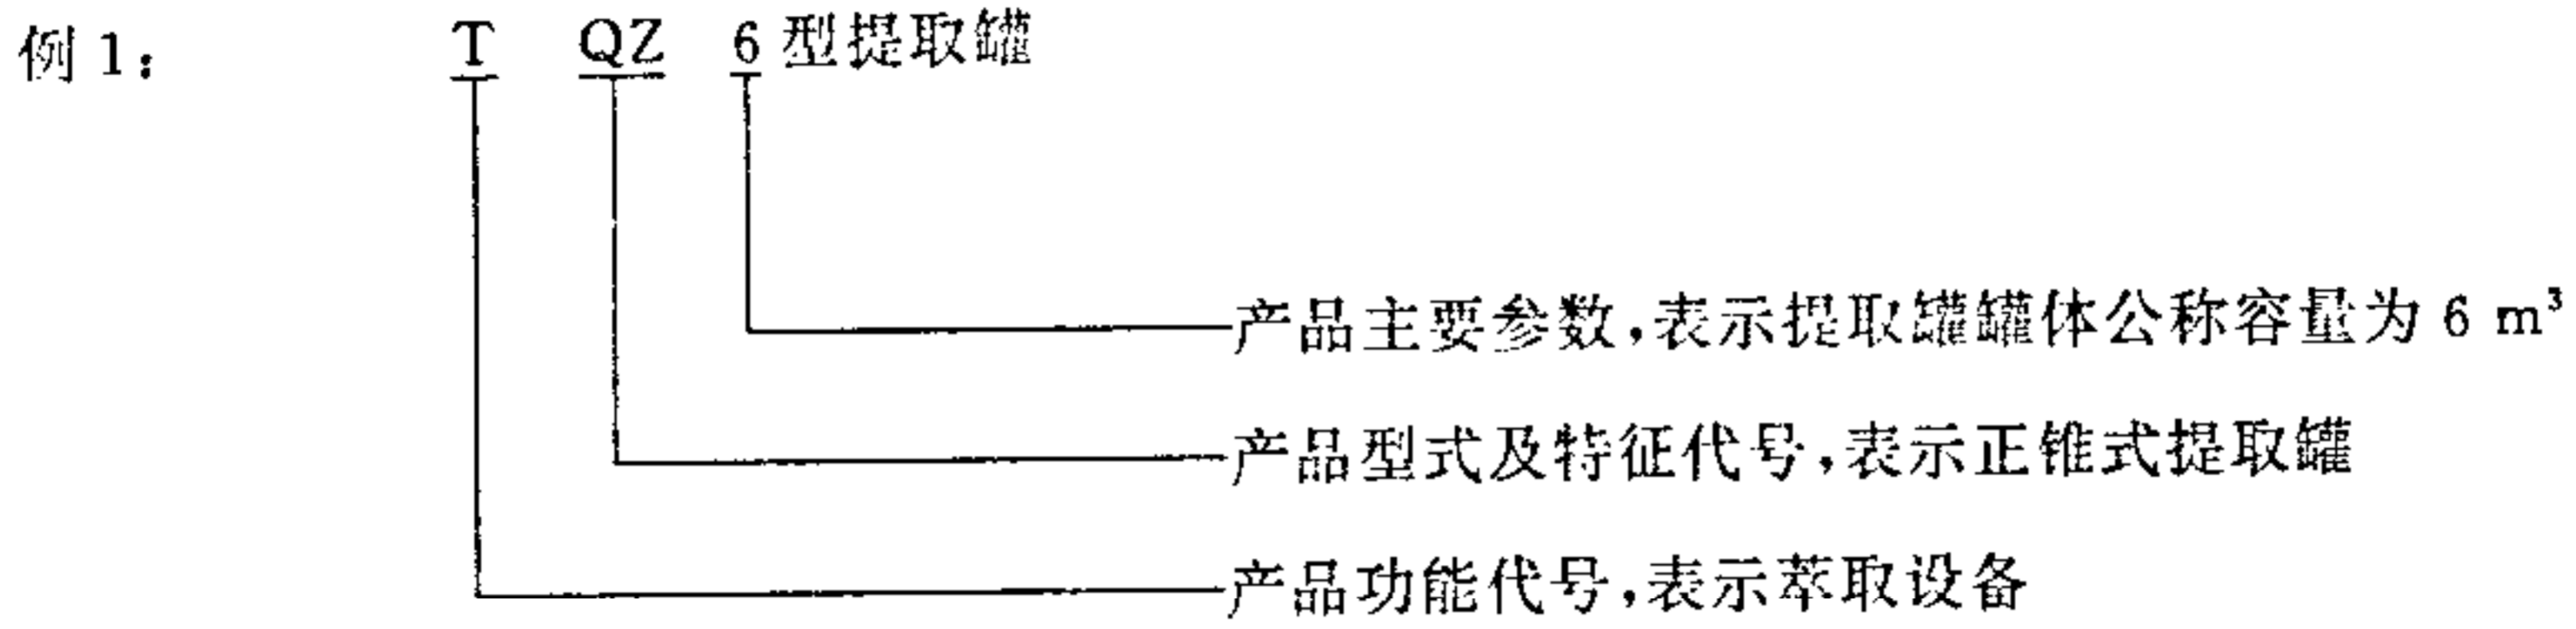 例 1： T QZ 6 型提取罐
产品主要参数，表示提取罐罐体公称容量为 6 m³
产品型式及特征代号，表示正锥式提取罐
产品功能代号，表示萃取设备